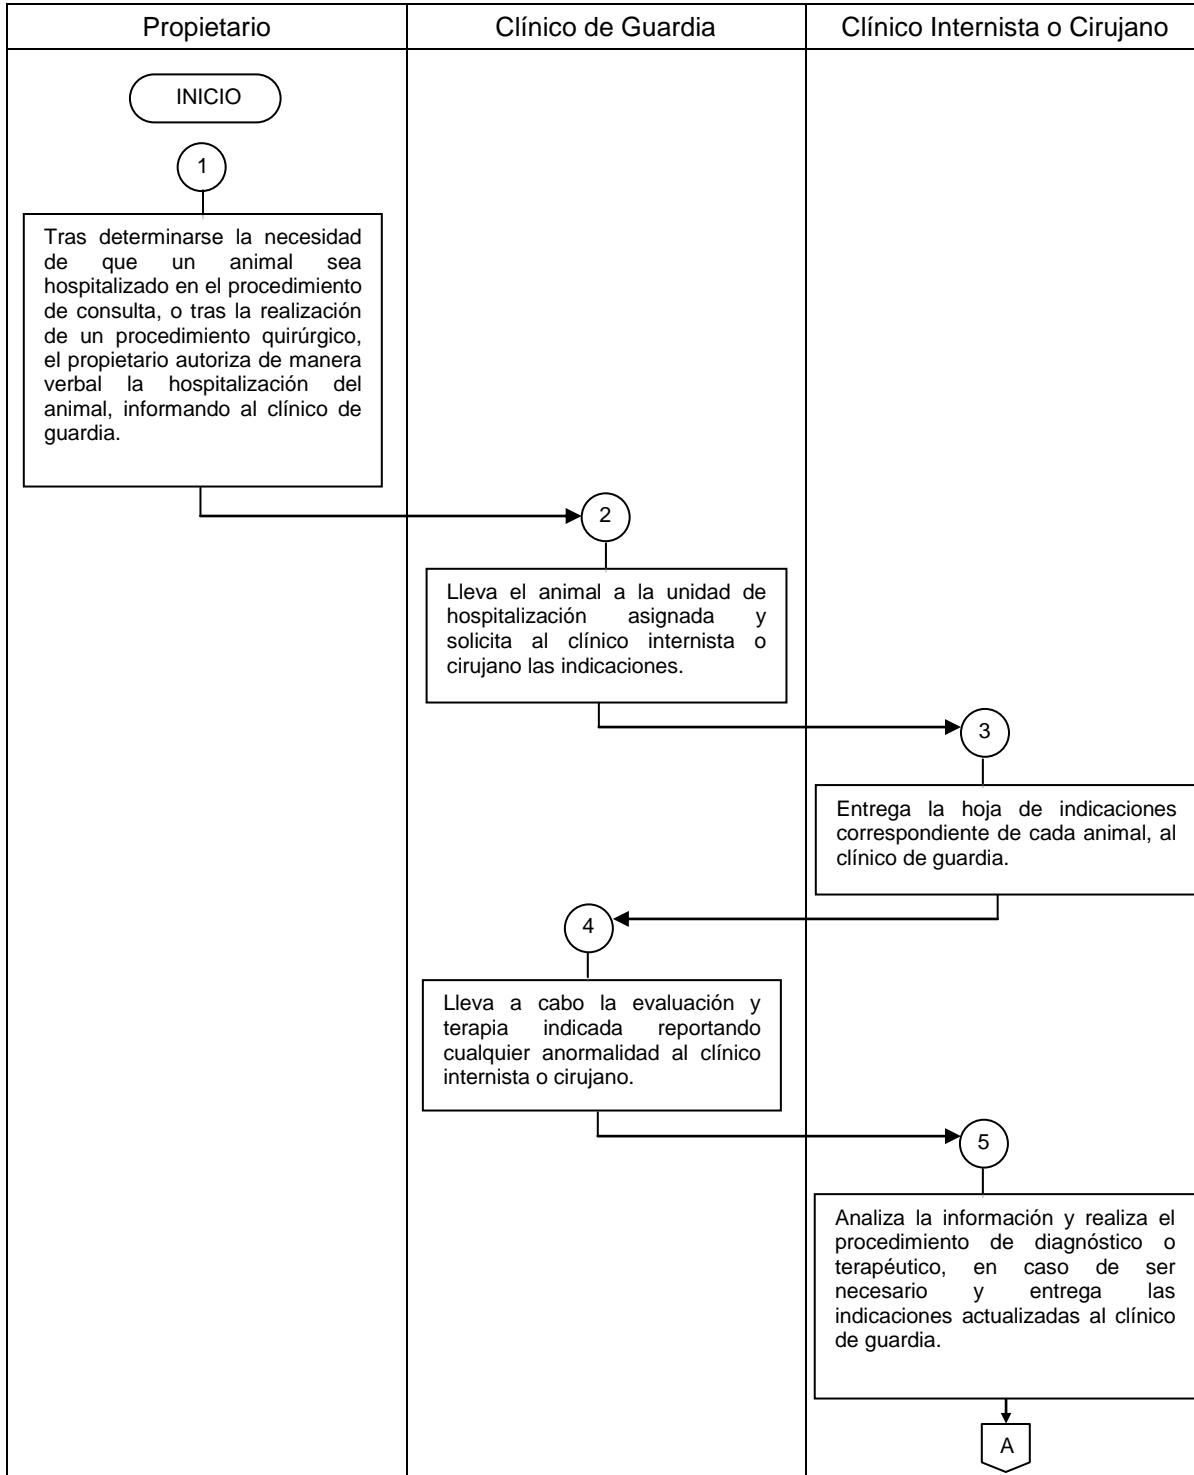 Propietario
Clínico de Guardia
Clínico Internista o Cirujano
INICIO
1
Tras determinarse la necesidad
de que un animal sea
hospitalizado en el procedimiento
de consulta, o tras la realización
de un procedimiento quirúrgico,
el propietario autoriza de manera
verbal la hospitalización del
animal, informando al clínico de
guardia.
2
Lleva el animal a la unidad de
hospitalización asignada y
solicita al clínico internista o
cirujano las indicaciones.
3
Entrega la hoja de indicaciones
correspondiente de cada animal, al
clínico de guardia.
4
Lleva a cabo la evaluación y
terapia indicada reportando
cualquier anormalidad al clínico
internista o cirujano.
5
Analiza la información y realiza el
procedimiento de diagnóstico o
terapéutico, en caso de ser
necesario y entrega las
indicaciones actualizadas al clínico
de guardia.
A